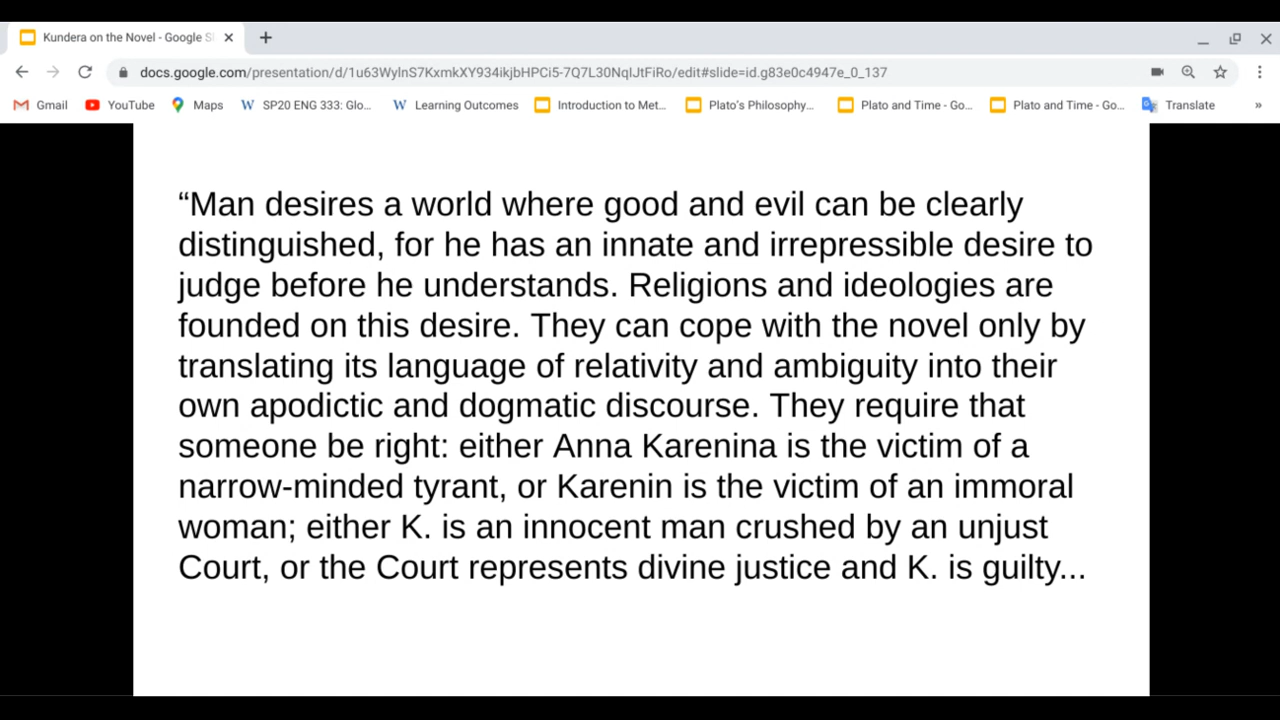 Kundera on the Novel - Google Sl
docs.google.com/presentation/d/1u63WylnS7KxmkXY934ikjbHPCi5-7Q7L30NqIJtFiRo/edit#slide=id.g83e0c4947e_0_137
Gmail YouTube Maps SP20 ENG 333: Glo... Learning Outcomes Introduction to Met... Plato's Philosophy... Plato and Time - Go... Plato and Time - Go... Translate »
“Man desires a world where good and evil can be clearly
distinguished, for he has an innate and irrepressible desire to
judge before he understands. Religions and ideologies are
founded on this desire. They can cope with the novel only by
translating its language of relativity and ambiguity into their
own apodictic and dogmatic discourse. They require that
someone be right: either Anna Karenina is the victim of a
narrow-minded tyrant, or Karenin is the victim of an immoral
woman; either K. is an innocent man crushed by an unjust
Court, or the Court represents divine justice and K. is guilty...